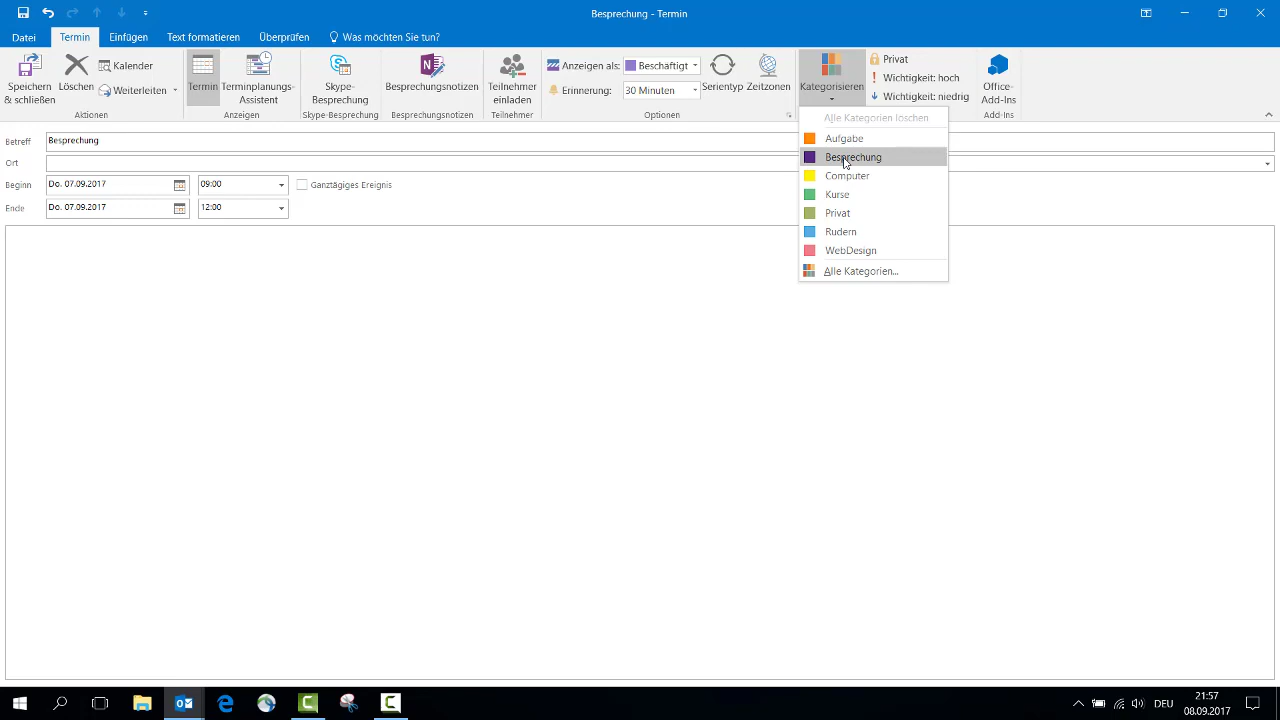 Besprechung - Termin
Datei Termin Einfügen Text formatieren Überprüfen Was möchten Sie tun?
Speichern & schließen
Löschen
Kalender
Weiterleiten
Aktionen
Termin
Terminplanungs-Assistent
Anzeigen
Skype-Besprechung
Skype-Besprechung
Besprechungsnotizen
Besprechungsnotizen
Teilnehmer einladen
Teilnehmer
Anzeigen als: Beschäftigt
Erinnerung: 30 Minuten
Serientyp
Zeitzonen
Optionen
Kategorisieren
Privat
Wichtigkeit: hoch
Wichtigkeit: niedrig
Office-Add-Ins
Add-Ins
Alle Kategorien löschen
Aufgabe
Besprechung
Computer
Kurse
Privat
Rudern
WebDesign
Alle Kategorien...
Betreff Besprechung
Ort
Beginn Do. 07.09.2017 09:00 Ganztägiges Ereignis
Ende Do. 07.09.2017 12:00
DEU
21:57
08.09.2017